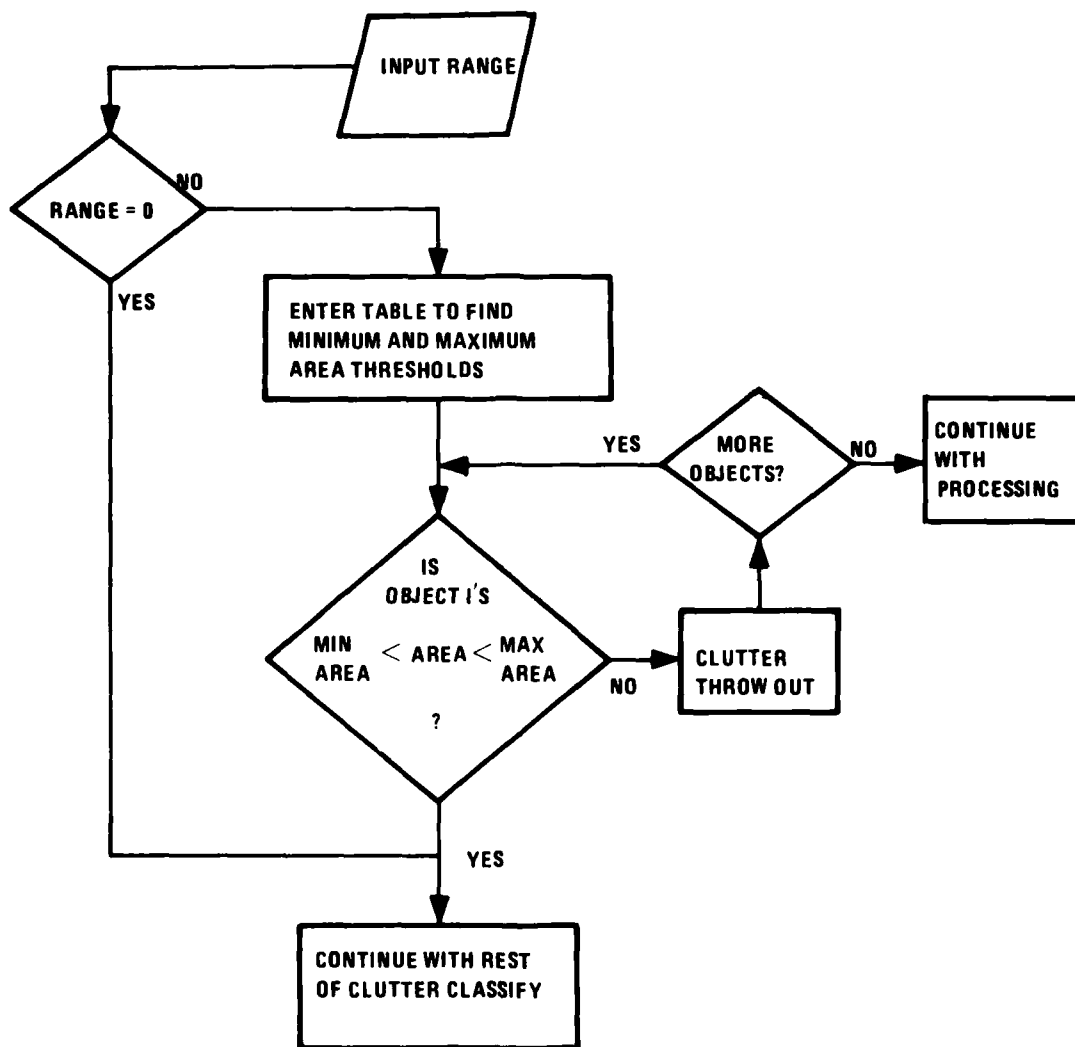 INPUT RANGE
RANGE = 0
NO
YES
ENTER TABLE TO FIND
MINIMUM AND MAXIMUM
AREA THRESHOLDS
YES
MORE
OBJECTS?
NO
CONTINUE
WITH
PROCESSING
IS
OBJECT I'S
MIN AREA < AREA < MAX AREA
?
NO
CLUTTER
THROW OUT
YES
CONTINUE WITH REST
OF CLUTTER CLASSIFY